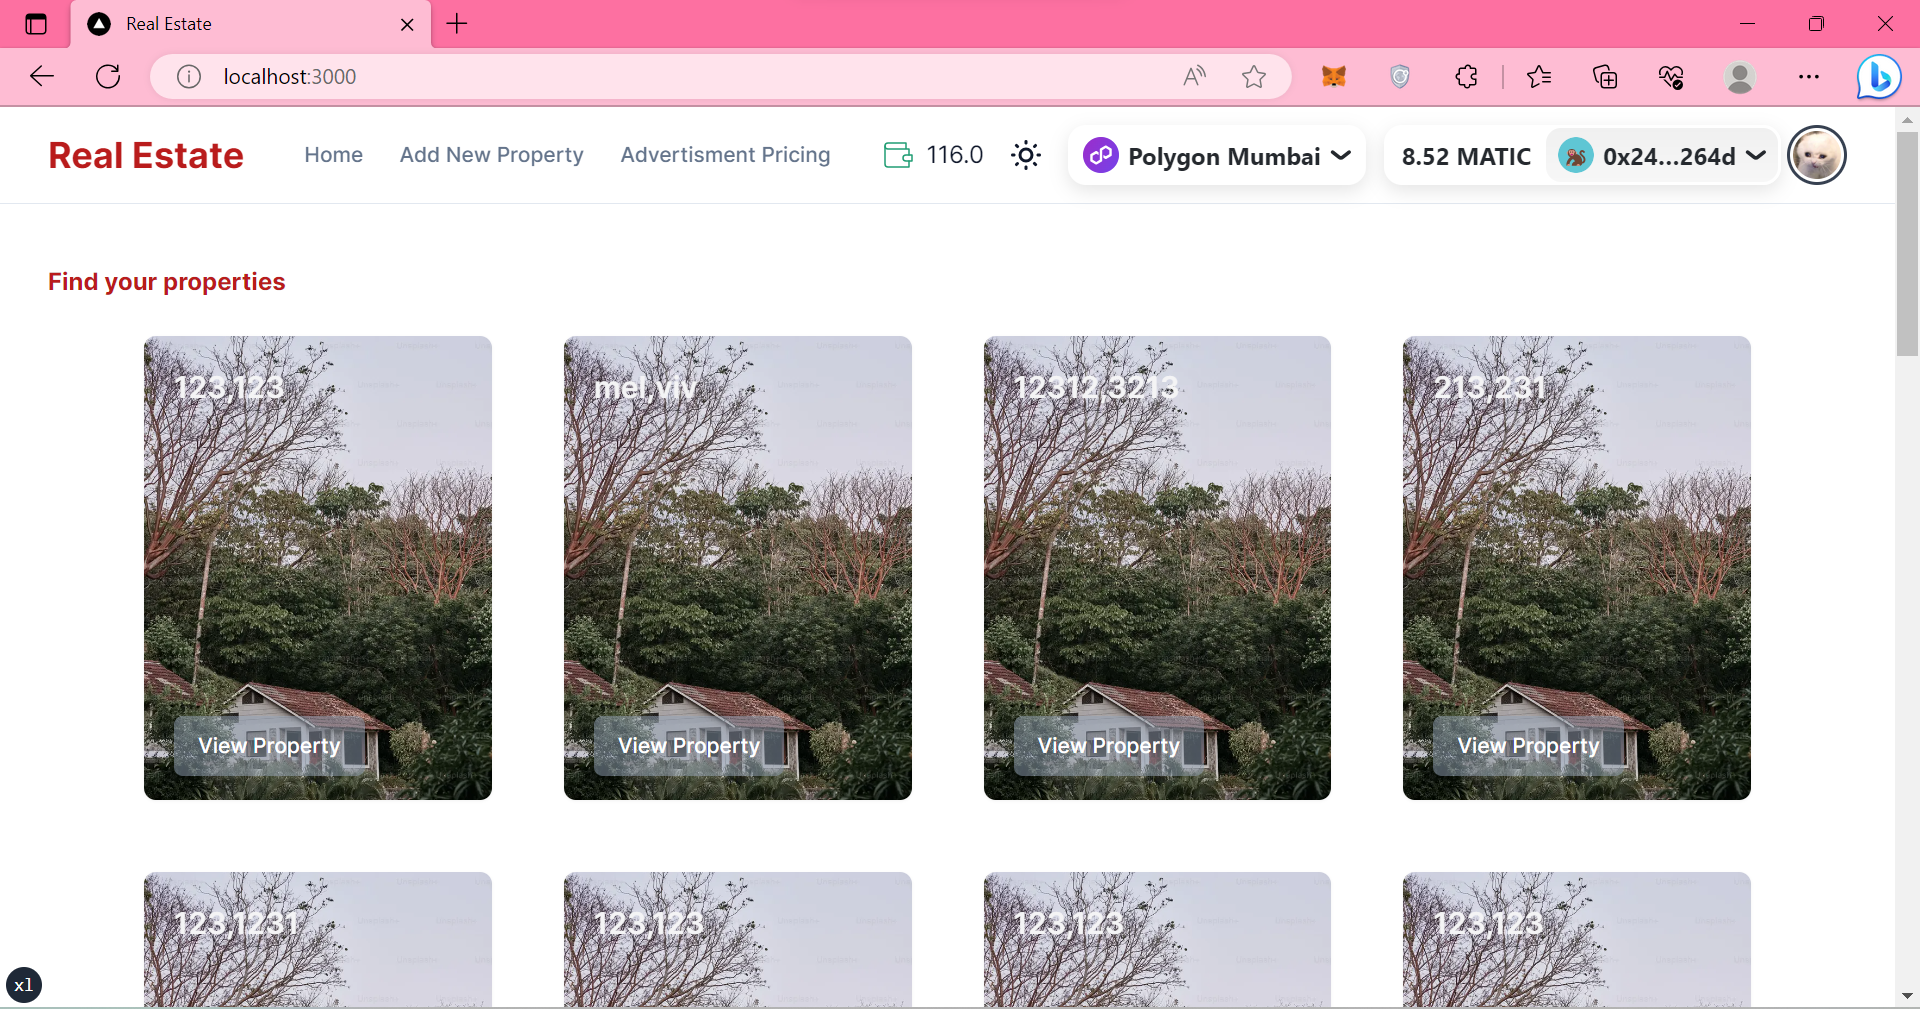 Real Estate
localhost:3000
Real Estate
Home
Add New Property
Advertisment Pricing
116.0
Polygon Mumbai
8.52 MATIC
0x24...264d
Find your properties
123,123
mel,viv
12312,3213
213,231
View Property
View Property
View Property
View Property
123,1231
123,123
123,123
123,123
xl